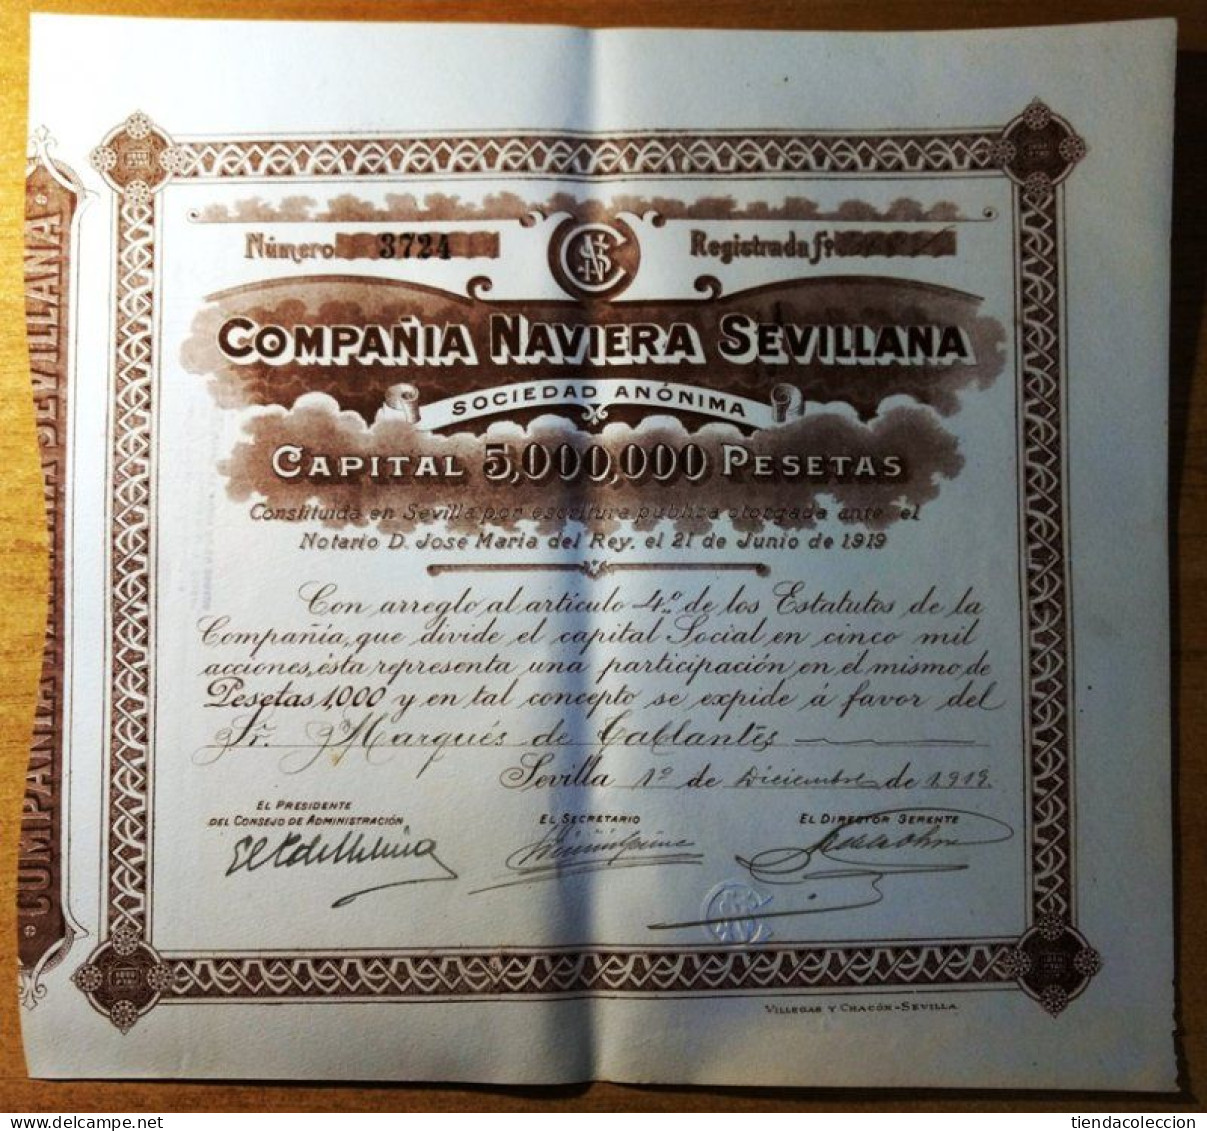 COMPAÑIA NAVIERA SEVILLANA
Número 3724
Registrada fº
COMPAÑIA NAVIERA SEVILLANA
SOCIEDAD ANÓNIMA
CAPITAL 5,000,000 PESETAS
Constituida en Sevilla por escritura pública otorgada ante el
Notario D. José María del Rey, el 21 de Junio de 1919
Con arreglo al artículo 4º de los Estatutos de la
Compañia, que divide el capital Social en cinco mil
acciones, ésta representa una participación en el mismo de
Pesetas 1,000 y en tal concepto se expide á favor del
Sr. Marqués de
Sevilla 1º de Diciembre de 1919.
EL PRESIDENTE
DEL CONSEJO DE ADMINISTRACIÓN
EL SECRETARIO
EL DIRECTOR GERENTE
VILLEGAS Y CHACÓN-SEVILLA
tiendacoleccion